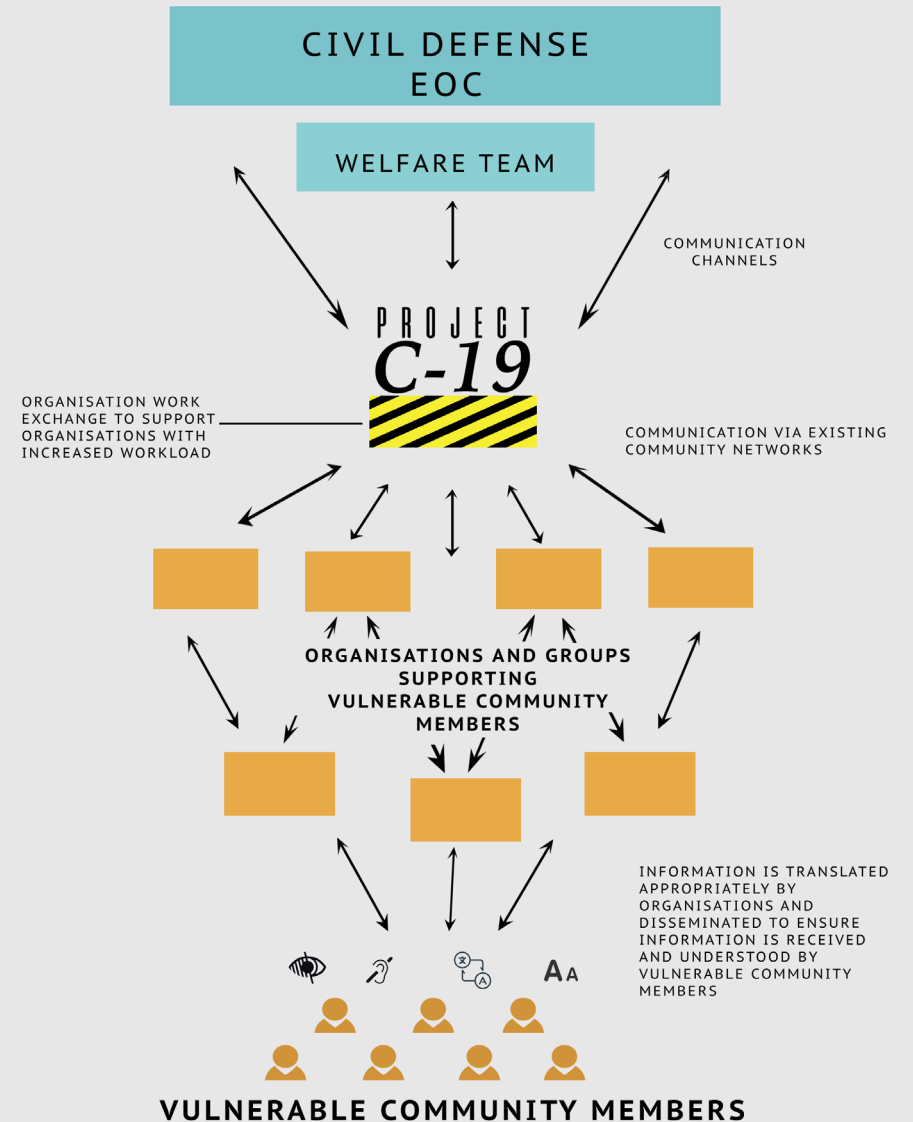 CIVIL DEFENSE
EOC
WELFARE TEAM
COMMUNICATION
CHANNELS
PROJECT
C-19
ORGANISATION WORK
EXCHANGE TO SUPPORT
ORGANISATIONS WITH
INCREASED WORKLOAD
COMMUNICATION VIA EXISTING
COMMUNITY NETWORKS
ORGANISATIONS AND GROUPS
SUPPORTING
VULNERABLE COMMUNITY
MEMBERS
INFORMATION IS TRANSLATED
APPROPRIATELY BY
ORGANISATIONS AND
DISSEMINATED TO ENSURE
INFORMATION IS RECEIVED
AND UNDERSTOOD BY
VULNERABLE COMMUNITY
MEMBERS
文 A
A A
VULNERABLE COMMUNITY MEMBERS